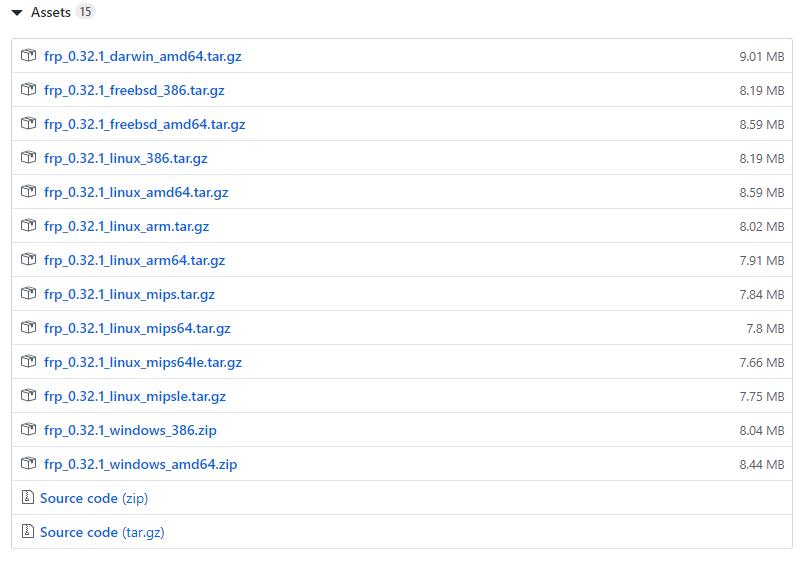 Assets 15
frp_0.32.1_darwin_amd64.tar.gz 9.01 MB
frp_0.32.1_freebsd_386.tar.gz 8.19 MB
frp_0.32.1_freebsd_amd64.tar.gz 8.59 MB
frp_0.32.1_linux_386.tar.gz 8.19 MB
frp_0.32.1_linux_amd64.tar.gz 8.59 MB
frp_0.32.1_linux_arm.tar.gz 8.02 MB
frp_0.32.1_linux_arm64.tar.gz 7.91 MB
frp_0.32.1_linux_mips.tar.gz 7.84 MB
frp_0.32.1_linux_mips64.tar.gz 7.8 MB
frp_0.32.1_linux_mips64le.tar.gz 7.66 MB
frp_0.32.1_linux_mipsle.tar.gz 7.75 MB
frp_0.32.1_windows_386.zip 8.04 MB
frp_0.32.1_windows_amd64.zip 8.44 MB
Source code (zip)
Source code (tar.gz)